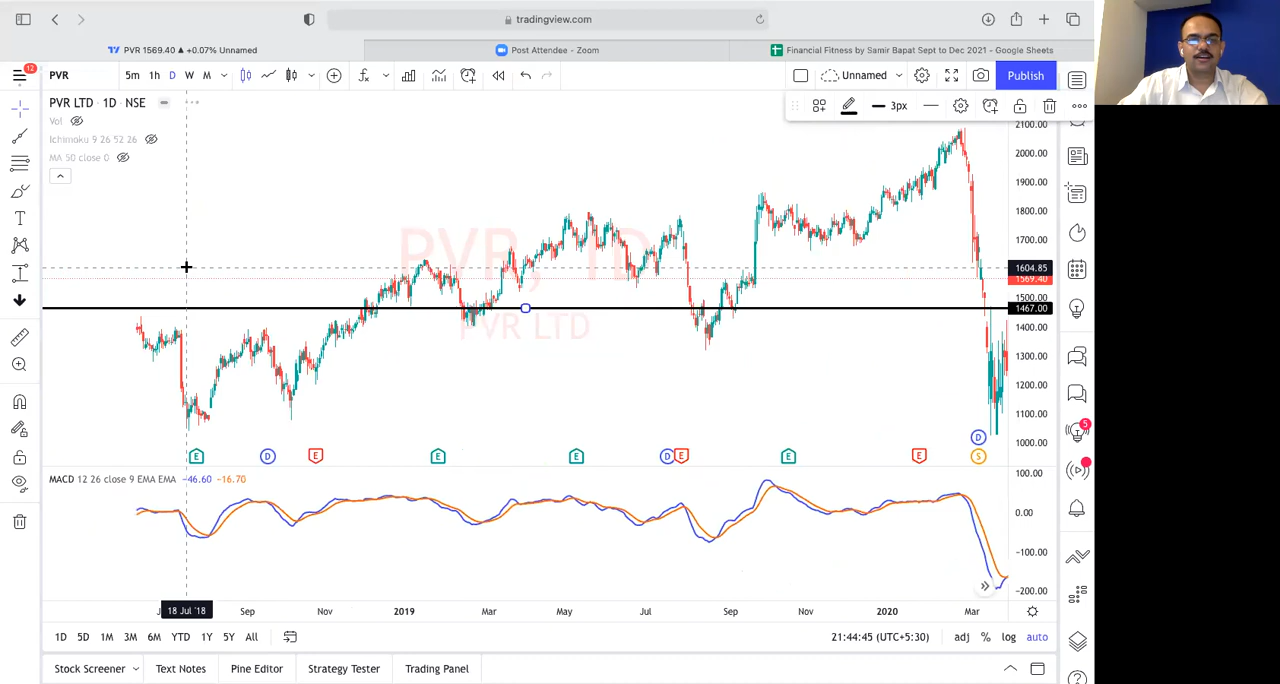 tradingview.com
PVR 1569.40 ▲ +0.07% Unnamed
Post Attendee - Zoom
Financial Fitness by Samir Bapat Sept to Dec 2021 - Google Sheets
12
PVR
5m 1h D W M
Unnamed
Publish
PVR LTD · 1D · NSE
3px
Vol
Ichimoku 9 26 52 26
MA 50 close 0
PVR, 1D
PVR LTD
2100.00
2000.00
1900.00
1800.00
1700.00
1604.85
1569.40
1500.00
1467.00
1400.00
1300.00
1200.00
1100.00
1000.00
E D E E E D E E E D S
MACD 12 26 close 9 EMA EMA -46.60 -16.70
100.00
0.00
-100.00
-200.00
18 Jul '18 Sep Nov 2019 Mar May Jul Sep Nov 2020 Mar
1D 5D 1M 3M 6M YTD 1Y 5Y All
21:44:45 (UTC+5:30) adj % log auto
Stock Screener Text Notes Pine Editor Strategy Tester Trading Panel
5